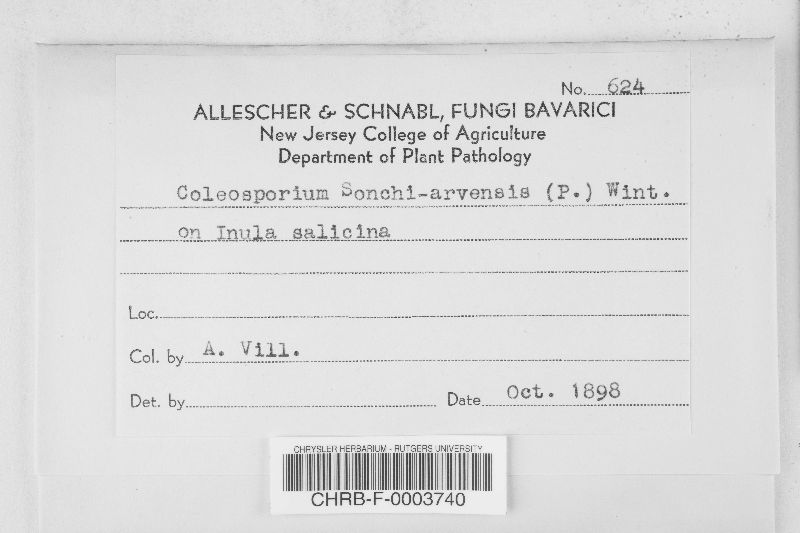 No. 624
ALLESCHER & SCHNABL, FUNGI BAVARICI
New Jersey College of Agriculture
Department of Plant Pathology
Coleosporium Sonchi-arvensis (P.) Wint.
on Inula salicina
Loc.
Col. by A. Vill.
Det. by Date Oct. 1898
CHRYSLER HERBARIUM - RUTGERS UNIVERSITY
CHRB-F-0003740